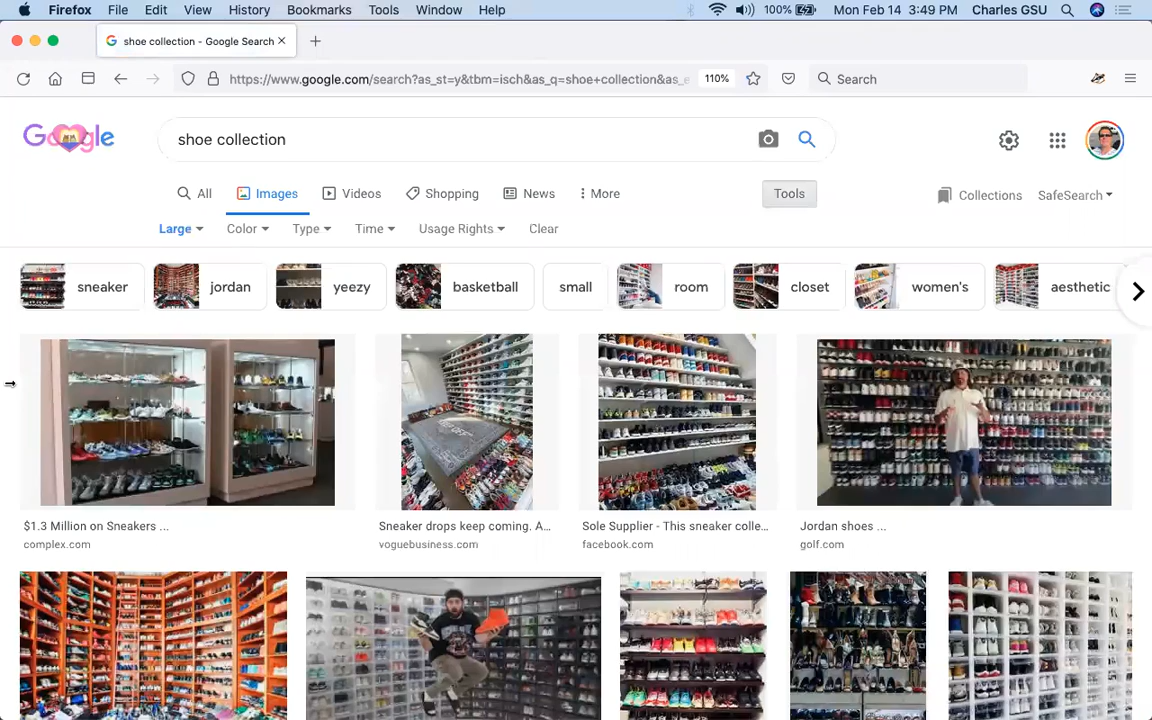 Firefox File Edit View History Bookmarks Tools Window Help 100% Mon Feb 14 3:49 PM Charles GSU
shoe collection - Google Search
https://www.google.com/search?as_st=y&tbm=isch&as_q=shoe+collection&as_e 110% Search
Google shoe collection
All Images Videos Shopping News More Tools Collections SafeSearch
Large Color Type Time Usage Rights Clear
sneaker jordan yeezy basketball small room closet women's aesthetic
$1.3 Million on Sneakers ... Sneaker drops keep coming. A... Sole Supplier - This sneaker colle... Jordan shoes ...
complex.com voguebusiness.com facebook.com golf.com